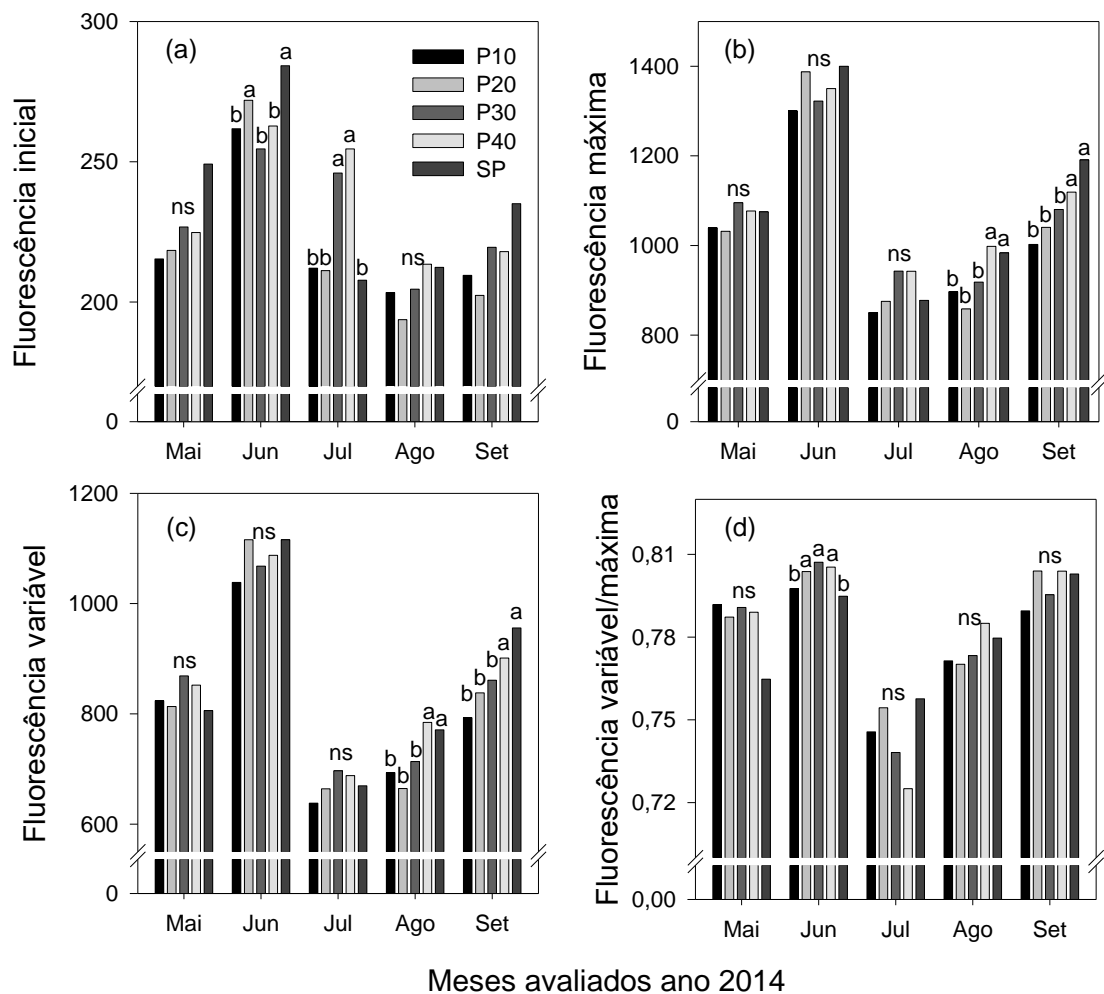 (a)
Fluorescência inicial
300
250
200
0
P10
P20
P30
P40
SP
ns
b a b b a
bb a a b
ns
Mai Jun Jul Ago Set
(b)
Fluorescência máxima
1400
1200
1000
800
0
ns
ns
ns
b b b a a
b b b a a
Mai Jun Jul Ago Set
(c)
Fluorescência variável
1200
1000
800
600
0
ns
ns
ns
b b b a a
b b b a a
Mai Jun Jul Ago Set
(d)
Fluorescência variável/máxima
0,81
0,78
0,75
0,72
0,00
ns
b a a a b
ns
ns
ns
Mai Jun Jul Ago Set
Meses avaliados ano 2014